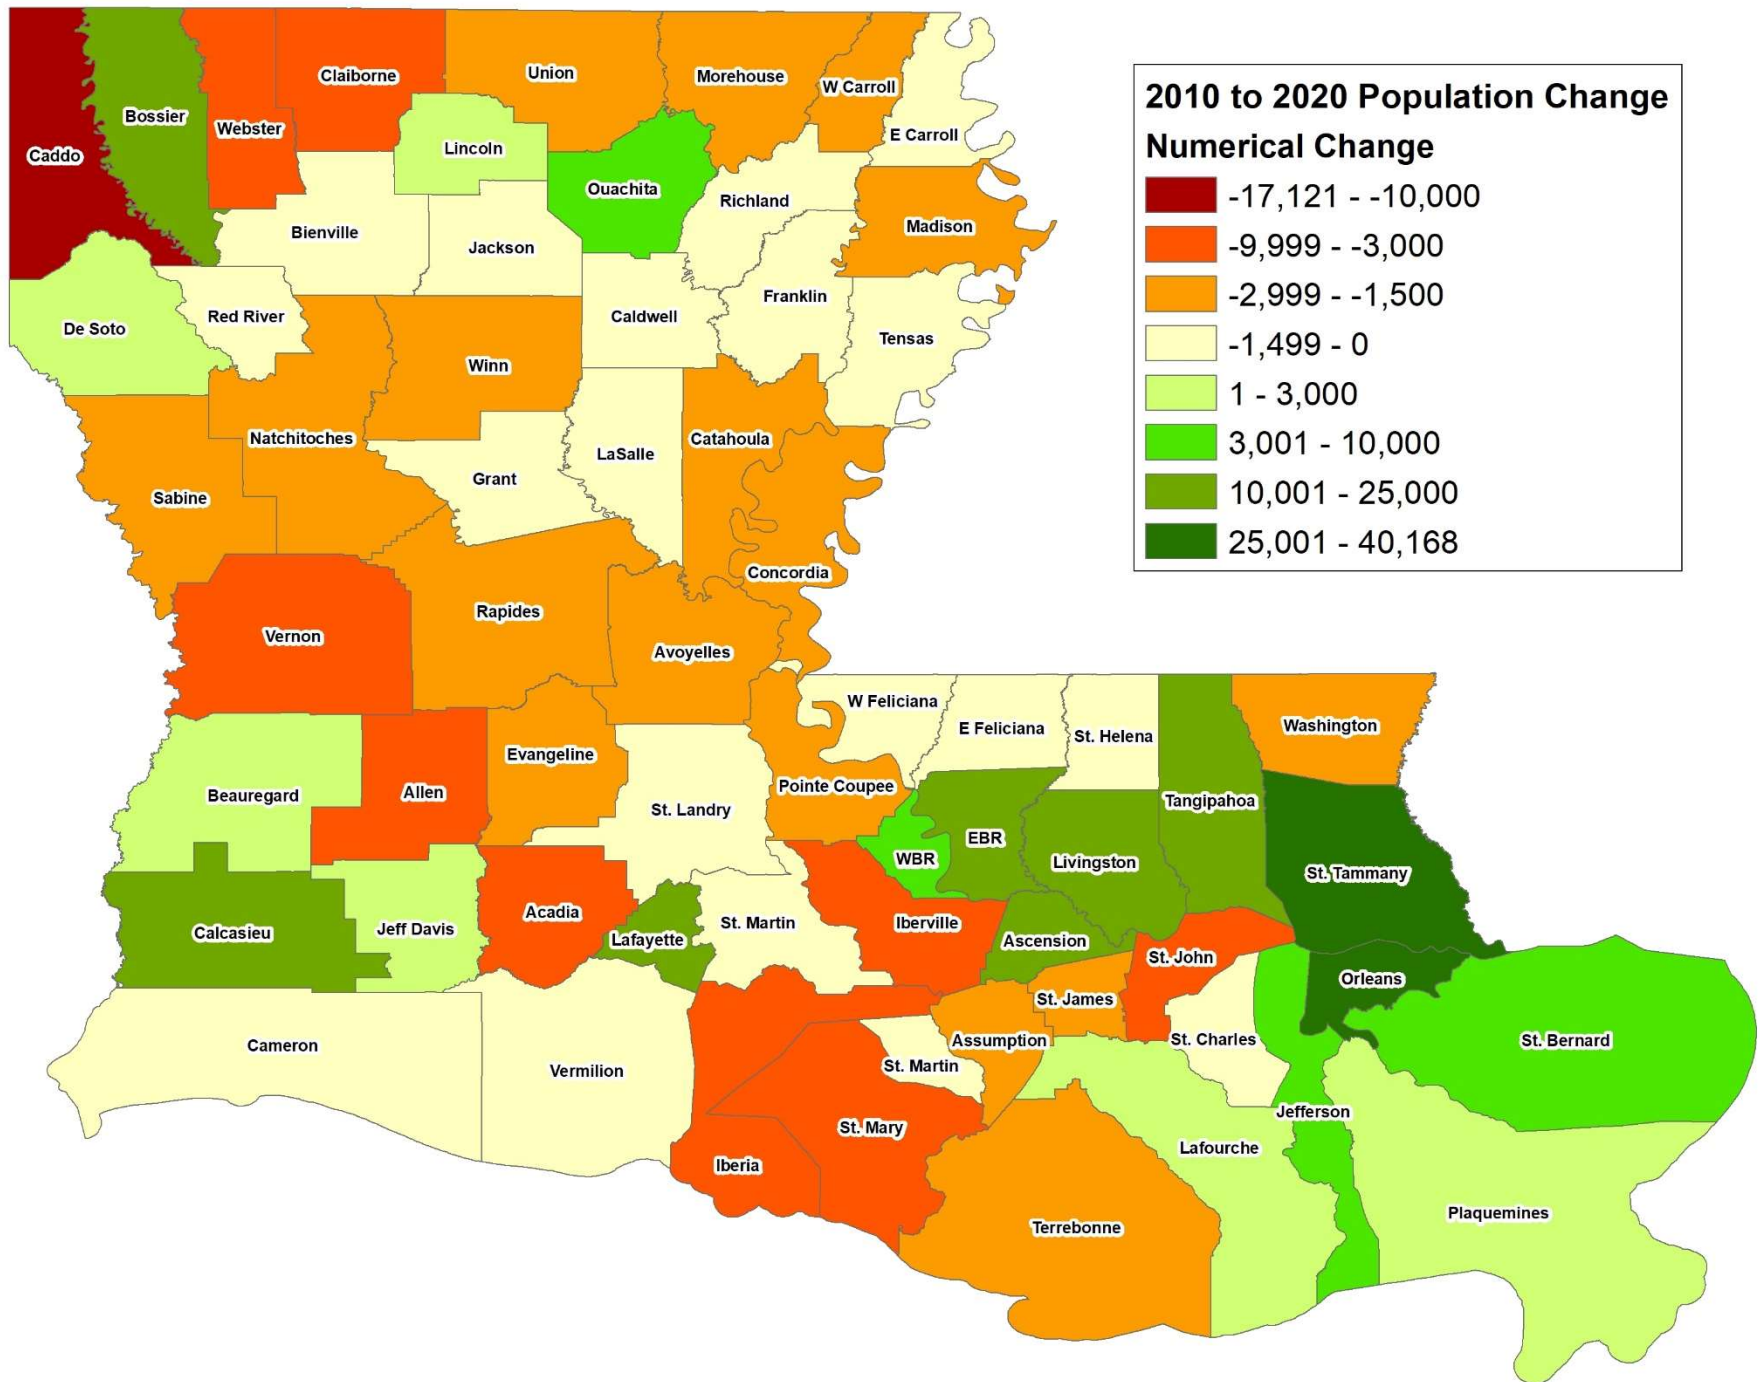 2010 to 2020 Population Change
Numerical Change
-17,121 - -10,000
-9,999 - -3,000
-2,999 - -1,500
-1,499 - 0
1 - 3,000
3,001 - 10,000
10,001 - 25,000
25,001 - 40,168
Caddo
Bossier
Webster
Claiborne
Union
Morehouse
W Carroll
E Carroll
Lincoln
Ouachita
Richland
Madison
Bienville
Jackson
De Soto
Red River
Caldwell
Franklin
Tensas
Winn
Natchitoches
Sabine
Grant
LaSalle
Catahoula
Concordia
Vernon
Rapides
Avoyelles
W Feliciana
E Feliciana
St. Helena
Washington
Beauregard
Allen
Evangeline
St. Landry
Pointe Coupee
WBR
EBR
Livingston
Tangipahoa
St. Tammany
Calcasieu
Jeff Davis
Acadia
Lafayette
St. Martin
Iberville
Ascension
St. John
Orleans
St. James
St. Charles
St. Bernard
Cameron
Vermilion
St. Martin
Assumption
Jefferson
St. Mary
Iberia
Lafourche
Terrebonne
Plaquemines